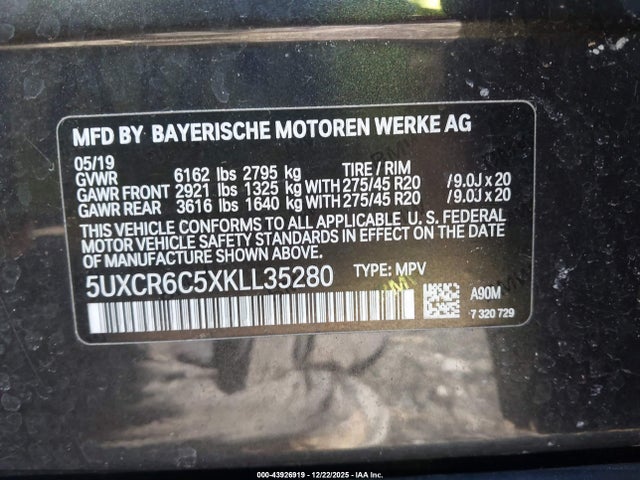 MFD BY BAYERISCHE MOTOREN WERKE AG
05/19
GVWR 6162 lbs 2795 kg TIRE / RIM
GAWR FRONT 2921 lbs 1325 kg WITH 275/45 R20 / 9.0J x 20
GAWR REAR 3616 lbs 1640 kg WITH 275/45 R20 / 9.0J x 20
THIS VEHICLE CONFORMS TO ALL APPLICABLE U. S. FEDERAL
MOTOR VEHICLE SAFETY STANDARDS IN EFFECT ON THE DATE
OF MANUFACTURE SHOWN ABOVE.
5UXCR6C5XKLL35280 TYPE: MPV
A90M
7 320 729
000-43926919 - 12/22/2025 - IAA Inc.